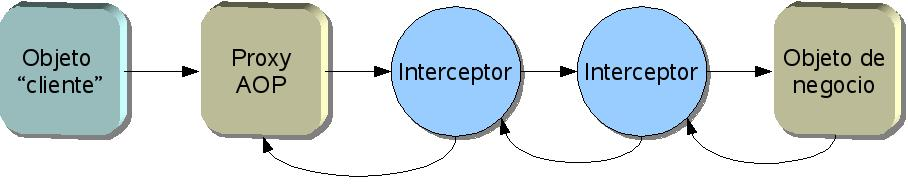 Objeto
“cliente”
Proxy
AOP
Interceptor
Interceptor
Objeto de
negocio